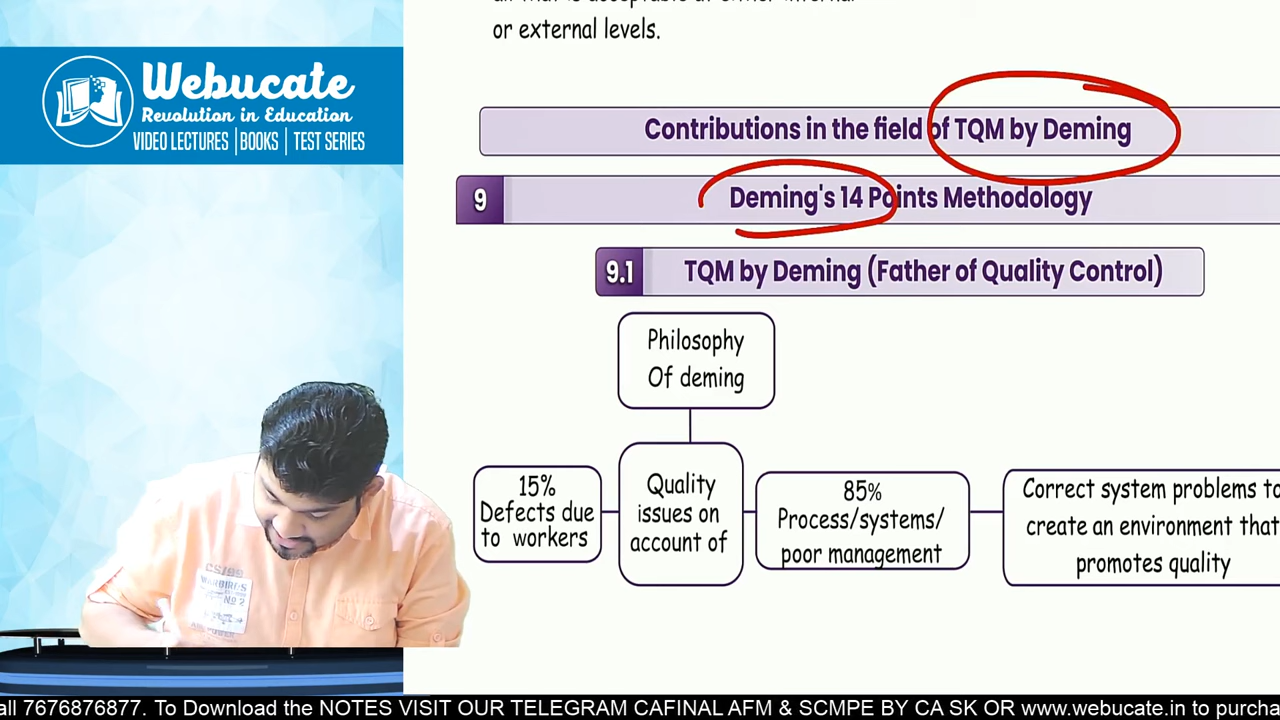 or external levels.
Webucate
Revolution in Education
VIDEO LECTURES | BOOKS | TEST SERIES
Contributions in the field of TQM by Deming
9 Deming's 14 Points Methodology
9.1 TQM by Deming (Father of Quality Control)
Philosophy
Of deming
15%
Defects due
to workers
Quality
issues on
account of
85%
Process/systems/
poor management
Correct system problems to
create an environment that
promotes quality
WARDIRGS
Nº 2
all 7676876877. To Download the NOTES VISIT OUR TELEGRAM CAFINAL AFM & SCMPE BY CA SK OR www.webucate.in to purcha